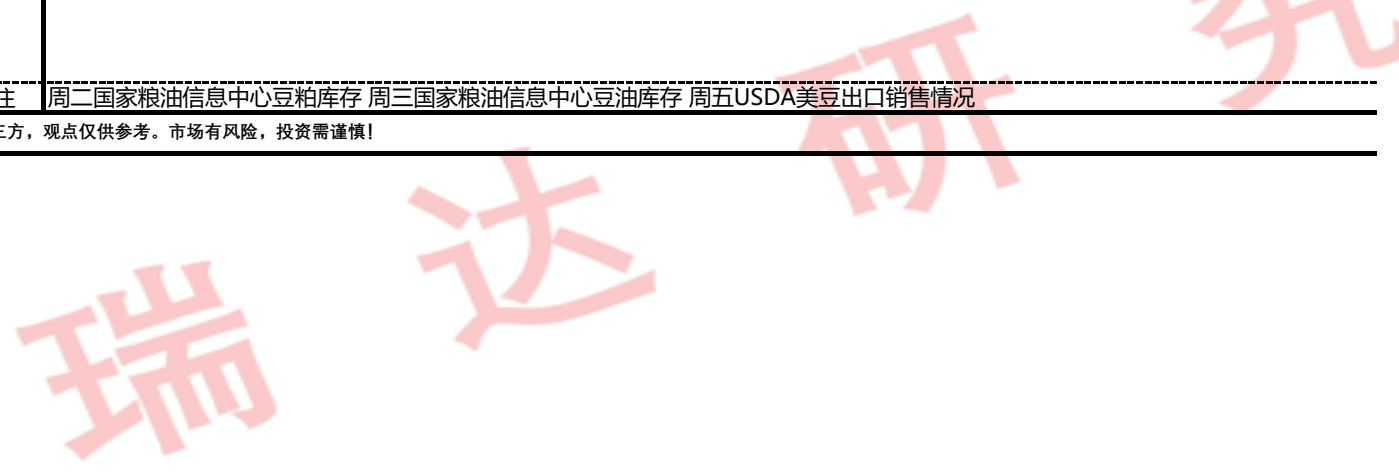 注 周二国家粮油信息中心豆粕库存 周三国家粮油信息中心豆油库存 周五USDA美豆出口销售情况
三方，观点仅供参考。市场有风险，投资需谨慎！
瑞 达 研 究